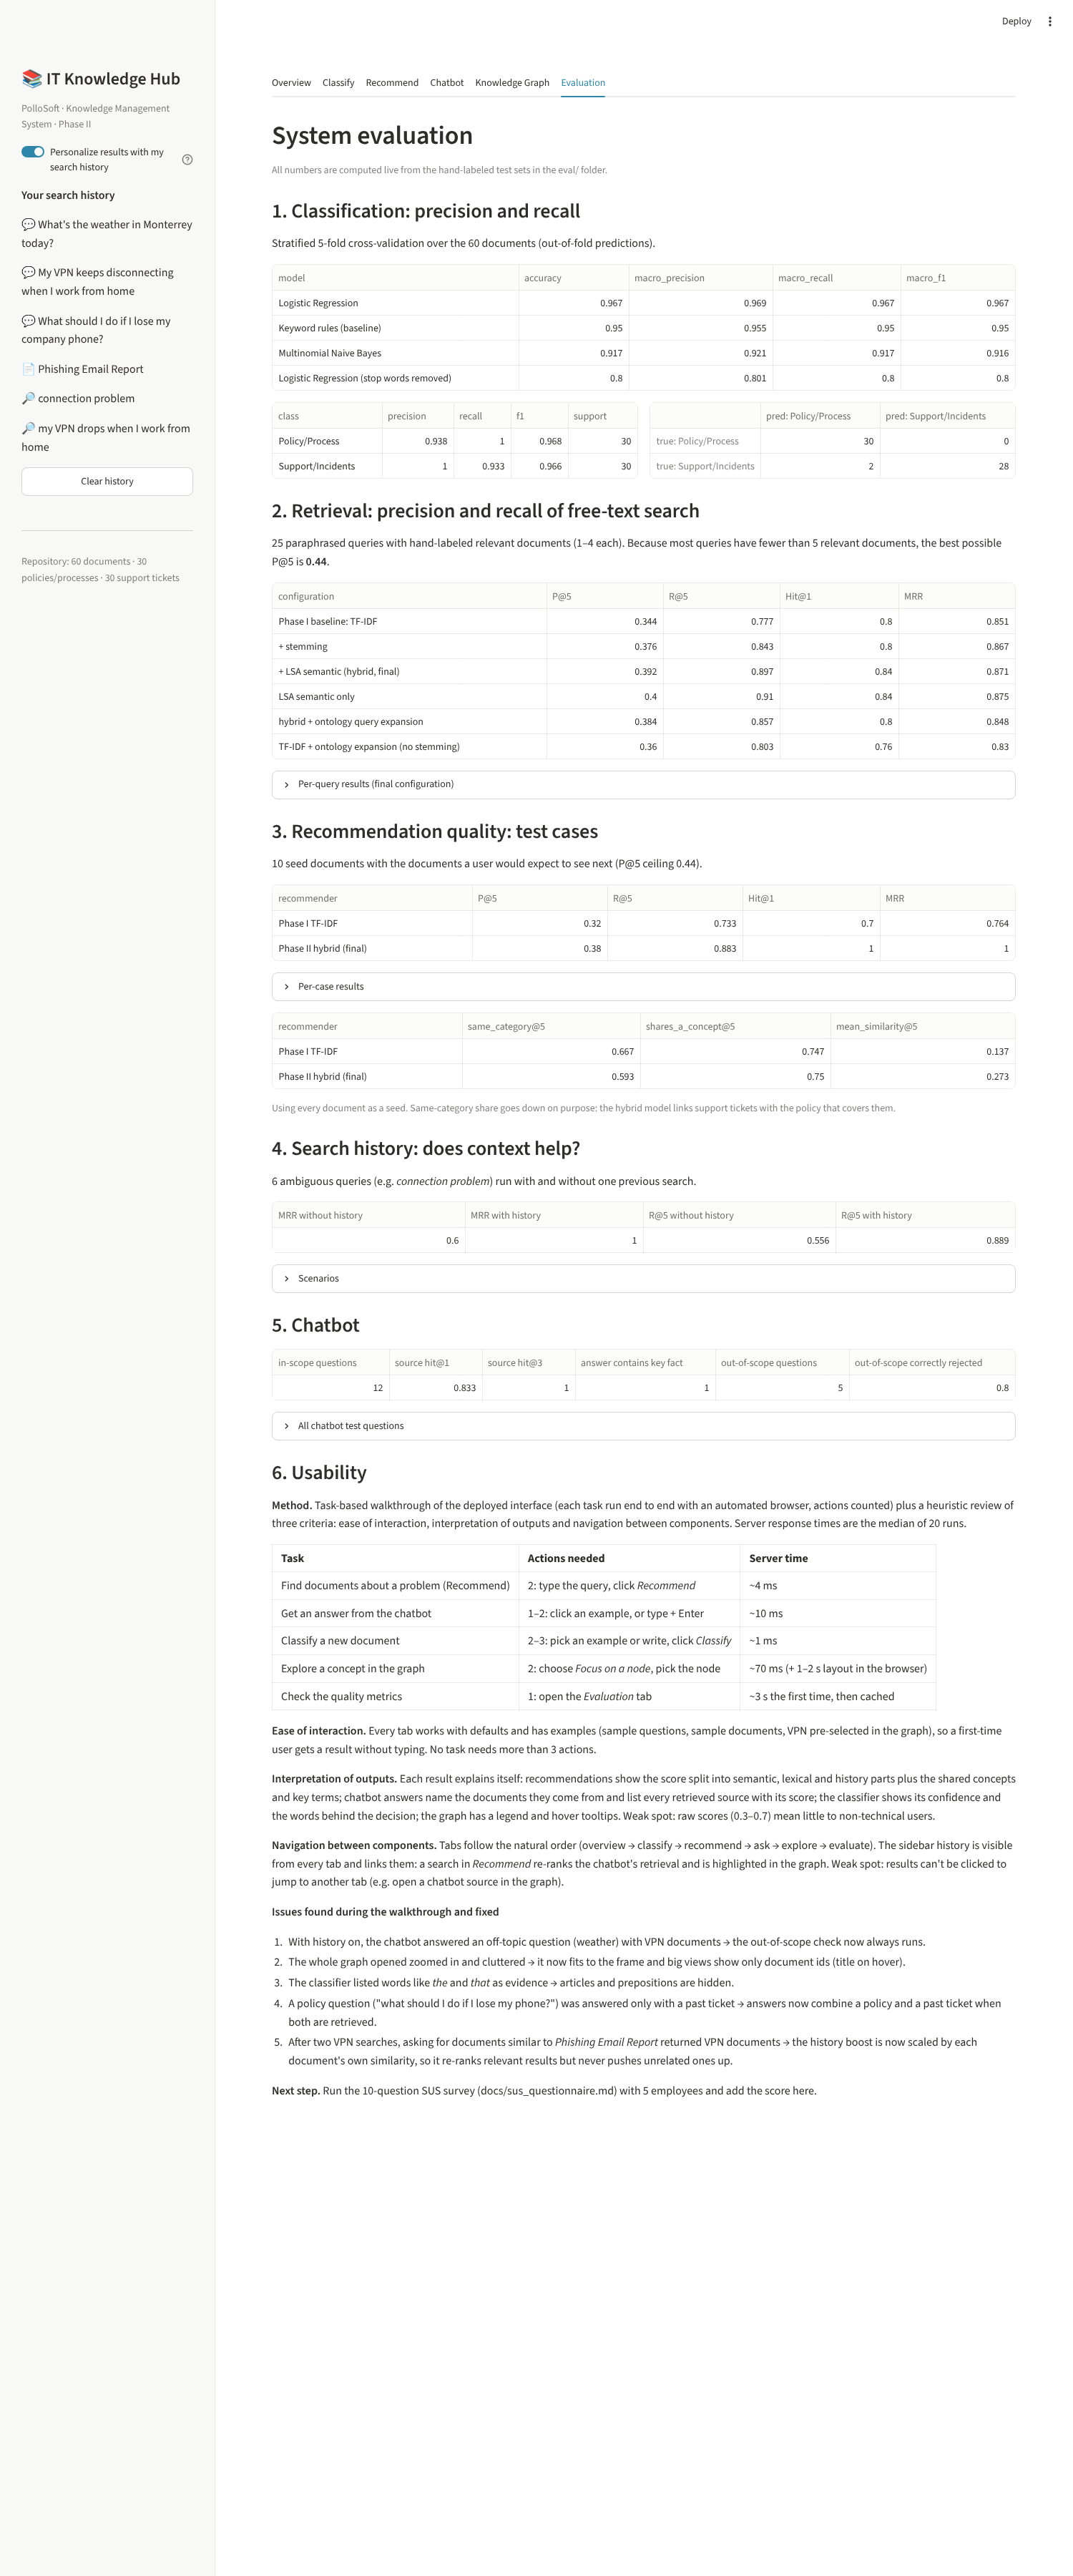 Deploy
📚 IT Knowledge Hub
PolloSoft · Knowledge Management
System · Phase II
Personalize results with my
search history
Your search history
💬 What's the weather in Monterrey
today?
💬 My VPN keeps disconnecting
when I work from home
💬 What should I do if I lose my
company phone?
📄 Phishing Email Report
🔎 connection problem
🔎 my VPN drops when I work from
home
Clear history
Repository: 60 documents · 30
policies/processes · 30 support tickets
Overview Classify Recommend Chatbot Knowledge Graph Evaluation
System evaluation
All numbers are computed live from the hand-labeled test sets in the eval/ folder.
1. Classification: precision and recall
Stratified 5-fold cross-validation over the 60 documents (out-of-fold predictions).
model accuracy macro_precision macro_recall macro_f1
Logistic Regression 0.967 0.969 0.967 0.967
Keyword rules (baseline) 0.95 0.955 0.95 0.95
Multinomial Naive Bayes 0.917 0.921 0.917 0.916
Logistic Regression (stop words removed) 0.8 0.801 0.8 0.8
class precision recall f1 support
Policy/Process 0.938 1 0.968 30
Support/Incidents 1 0.933 0.966 30
pred: Policy/Process pred: Support/Incidents
true: Policy/Process 30 0
true: Support/Incidents 2 28
2. Retrieval: precision and recall of free-text search
25 paraphrased queries with hand-labeled relevant documents (1–4 each). Because most queries have fewer than 5 relevant documents, the best possible
P@5 is 0.44.
configuration P@5 R@5 Hit@1 MRR
Phase I baseline: TF-IDF 0.344 0.777 0.8 0.851
+ stemming 0.376 0.843 0.8 0.867
+ LSA semantic (hybrid, final) 0.392 0.897 0.84 0.871
LSA semantic only 0.4 0.91 0.84 0.875
hybrid + ontology query expansion 0.384 0.857 0.8 0.848
TF-IDF + ontology expansion (no stemming) 0.36 0.803 0.76 0.83
Per-query results (final configuration)
3. Recommendation quality: test cases
10 seed documents with the documents a user would expect to see next (P@5 ceiling 0.44).
recommender P@5 R@5 Hit@1 MRR
Phase I TF-IDF 0.32 0.733 0.7 0.764
Phase II hybrid (final) 0.38 0.883 1 1
Per-case results
recommender same_category@5 shares_a_concept@5 mean_similarity@5
Phase I TF-IDF 0.667 0.747 0.137
Phase II hybrid (final) 0.593 0.75 0.273
Using every document as a seed. Same-category share goes down on purpose: the hybrid model links support tickets with the policy that covers them.
4. Search history: does context help?
6 ambiguous queries (e.g. connection problem) run with and without one previous search.
MRR without history MRR with history R@5 without history R@5 with history
0.6 1 0.556 0.889
Scenarios
5. Chatbot
in-scope questions source hit@1 source hit@3 answer contains key fact out-of-scope questions out-of-scope correctly rejected
12 0.833 1 1 5 0.8
All chatbot test questions
6. Usability
Method. Task-based walkthrough of the deployed interface (each task run end to end with an automated browser, actions counted) plus a heuristic review of
three criteria: ease of interaction, interpretation of outputs and navigation between components. Server response times are the median of 20 runs.
Task Actions needed Server time
Find documents about a problem (Recommend) 2: type the query, click Recommend ~4 ms
Get an answer from the chatbot 1–2: click an example, or type + Enter ~10 ms
Classify a new document 2–3: pick an example or write, click Classify ~1 ms
Explore a concept in the graph 2: choose Focus on a node, pick the node ~70 ms (+ 1–2 s layout in the browser)
Check the quality metrics 1: open the Evaluation tab ~3 s the first time, then cached
Ease of interaction. Every tab works with defaults and has examples (sample questions, sample documents, VPN pre-selected in the graph), so a first-time
user gets a result without typing. No task needs more than 3 actions.
Interpretation of outputs. Each result explains itself: recommendations show the score split into semantic, lexical and history parts plus the shared concepts
and key terms; chatbot answers name the documents they come from and list every retrieved source with its score; the classifier shows its confidence and
the words behind the decision; the graph has a legend and hover tooltips. Weak spot: raw scores (0.3–0.7) mean little to non-technical users.
Navigation between components. Tabs follow the natural order (overview → classify → recommend → ask → explore → evaluate). The sidebar history is visible
from every tab and links them: a search in Recommend re-ranks the chatbot's retrieval and is highlighted in the graph. Weak spot: results can't be clicked to
jump to another tab (e.g. open a chatbot source in the graph).
Issues found during the walkthrough and fixed
1. With history on, the chatbot answered an off-topic question (weather) with VPN documents → the out-of-scope check now always runs.
2. The whole graph opened zoomed in and cluttered → it now fits to the frame and big views show only document ids (title on hover).
3. The classifier listed words like the and that as evidence → articles and prepositions are hidden.
4. A policy question ("what should I do if I lose my phone?") was answered only with a past ticket → answers now combine a policy and a past ticket when
both are retrieved.
5. After two VPN searches, asking for documents similar to Phishing Email Report returned VPN documents → the history boost is now scaled by each
document's own similarity, so it re-ranks relevant results but never pushes unrelated ones up.
Next step. Run the 10-question SUS survey (docs/sus_questionnaire.md) with 5 employees and add the score here.